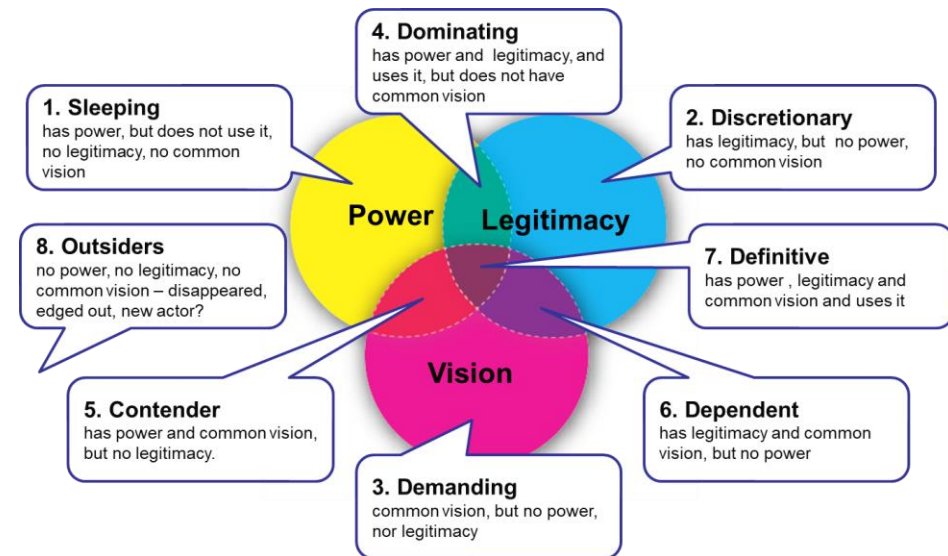 4. Dominating
has power and legitimacy, and
uses it, but does not have
common vision
1. Sleeping
has power, but does not use it,
no legitimacy, no common
vision
2. Discretionary
has legitimacy, but no power,
no common vision
Power
Legitimacy
8. Outsiders
no power, no legitimacy, no
common vision – disappeared,
edged out, new actor?
7. Definitive
has power , legitimacy and
common vision and uses it
Vision
5. Contender
has power and common vision,
but no legitimacy.
6. Dependent
has legitimacy and common
vision, but no power
3. Demanding
common vision, but no power,
nor legitimacy